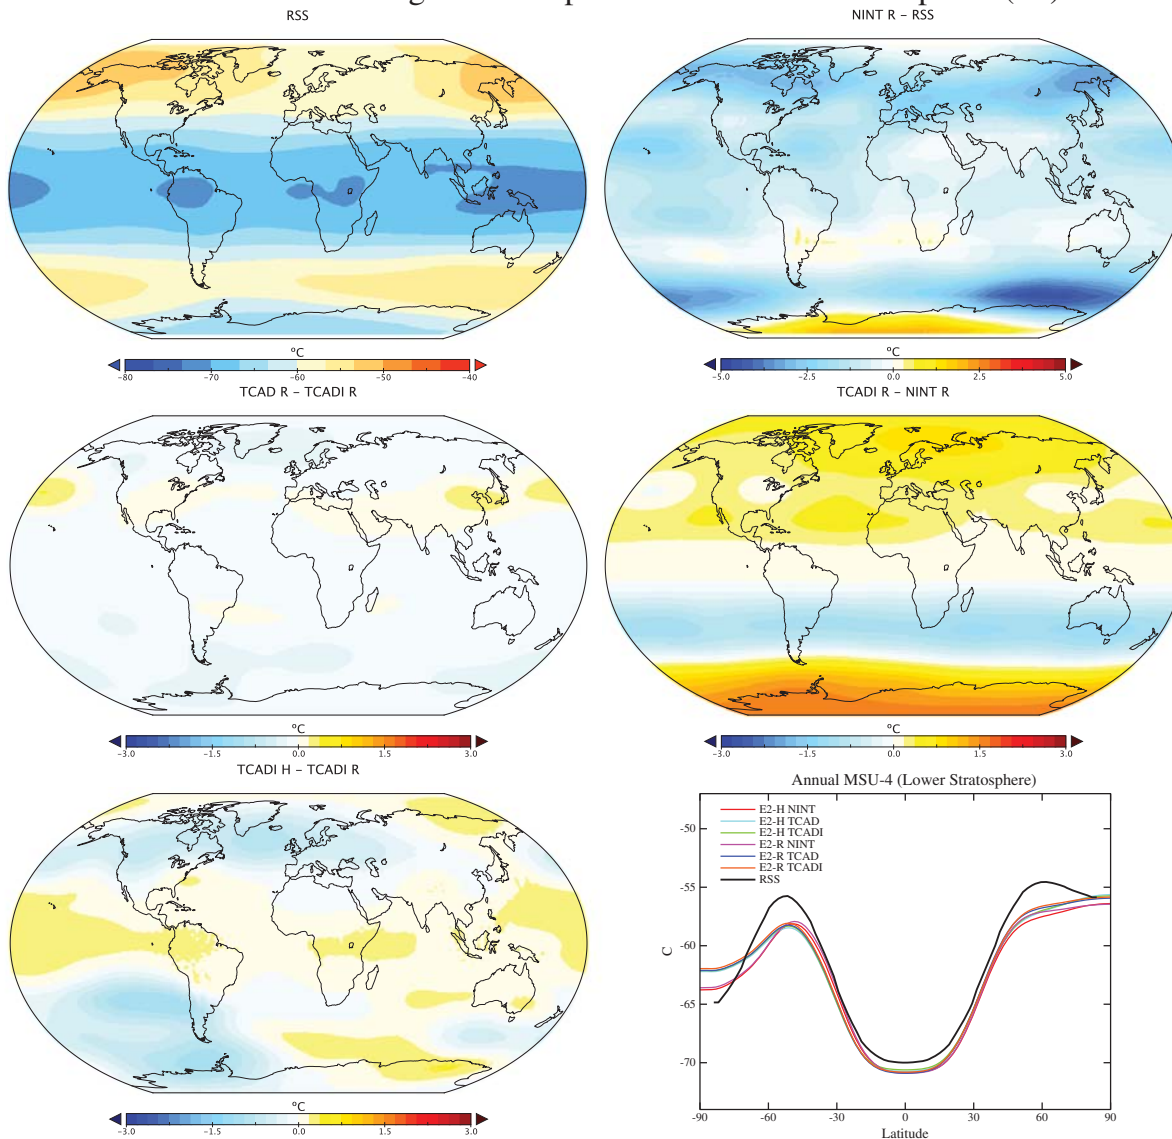 RSS
NINT R – RSS
°C
-80 -70 -60 -50 -40
°C
-5.0 -2.5 0.0 2.5 5.0
TCAD R – TCADI R
TCADI R – NINT R
°C
-3.0 -1.5 0.0 1.5 3.0
°C
-3.0 -1.5 0.0 1.5 3.0
TCADI H – TCADI R
°C
-3.0 -1.5 0.0 1.5 3.0
Annual MSU-4 (Lower Stratosphere)
E2-H NINT
E2-H TCAD
E2-H TCADI
E2-R NINT
E2-R TCAD
E2-R TCADI
RSS
-50
-55
-60
-65
-70
C
-90 -60 -30 0 30 60 90
Latitude